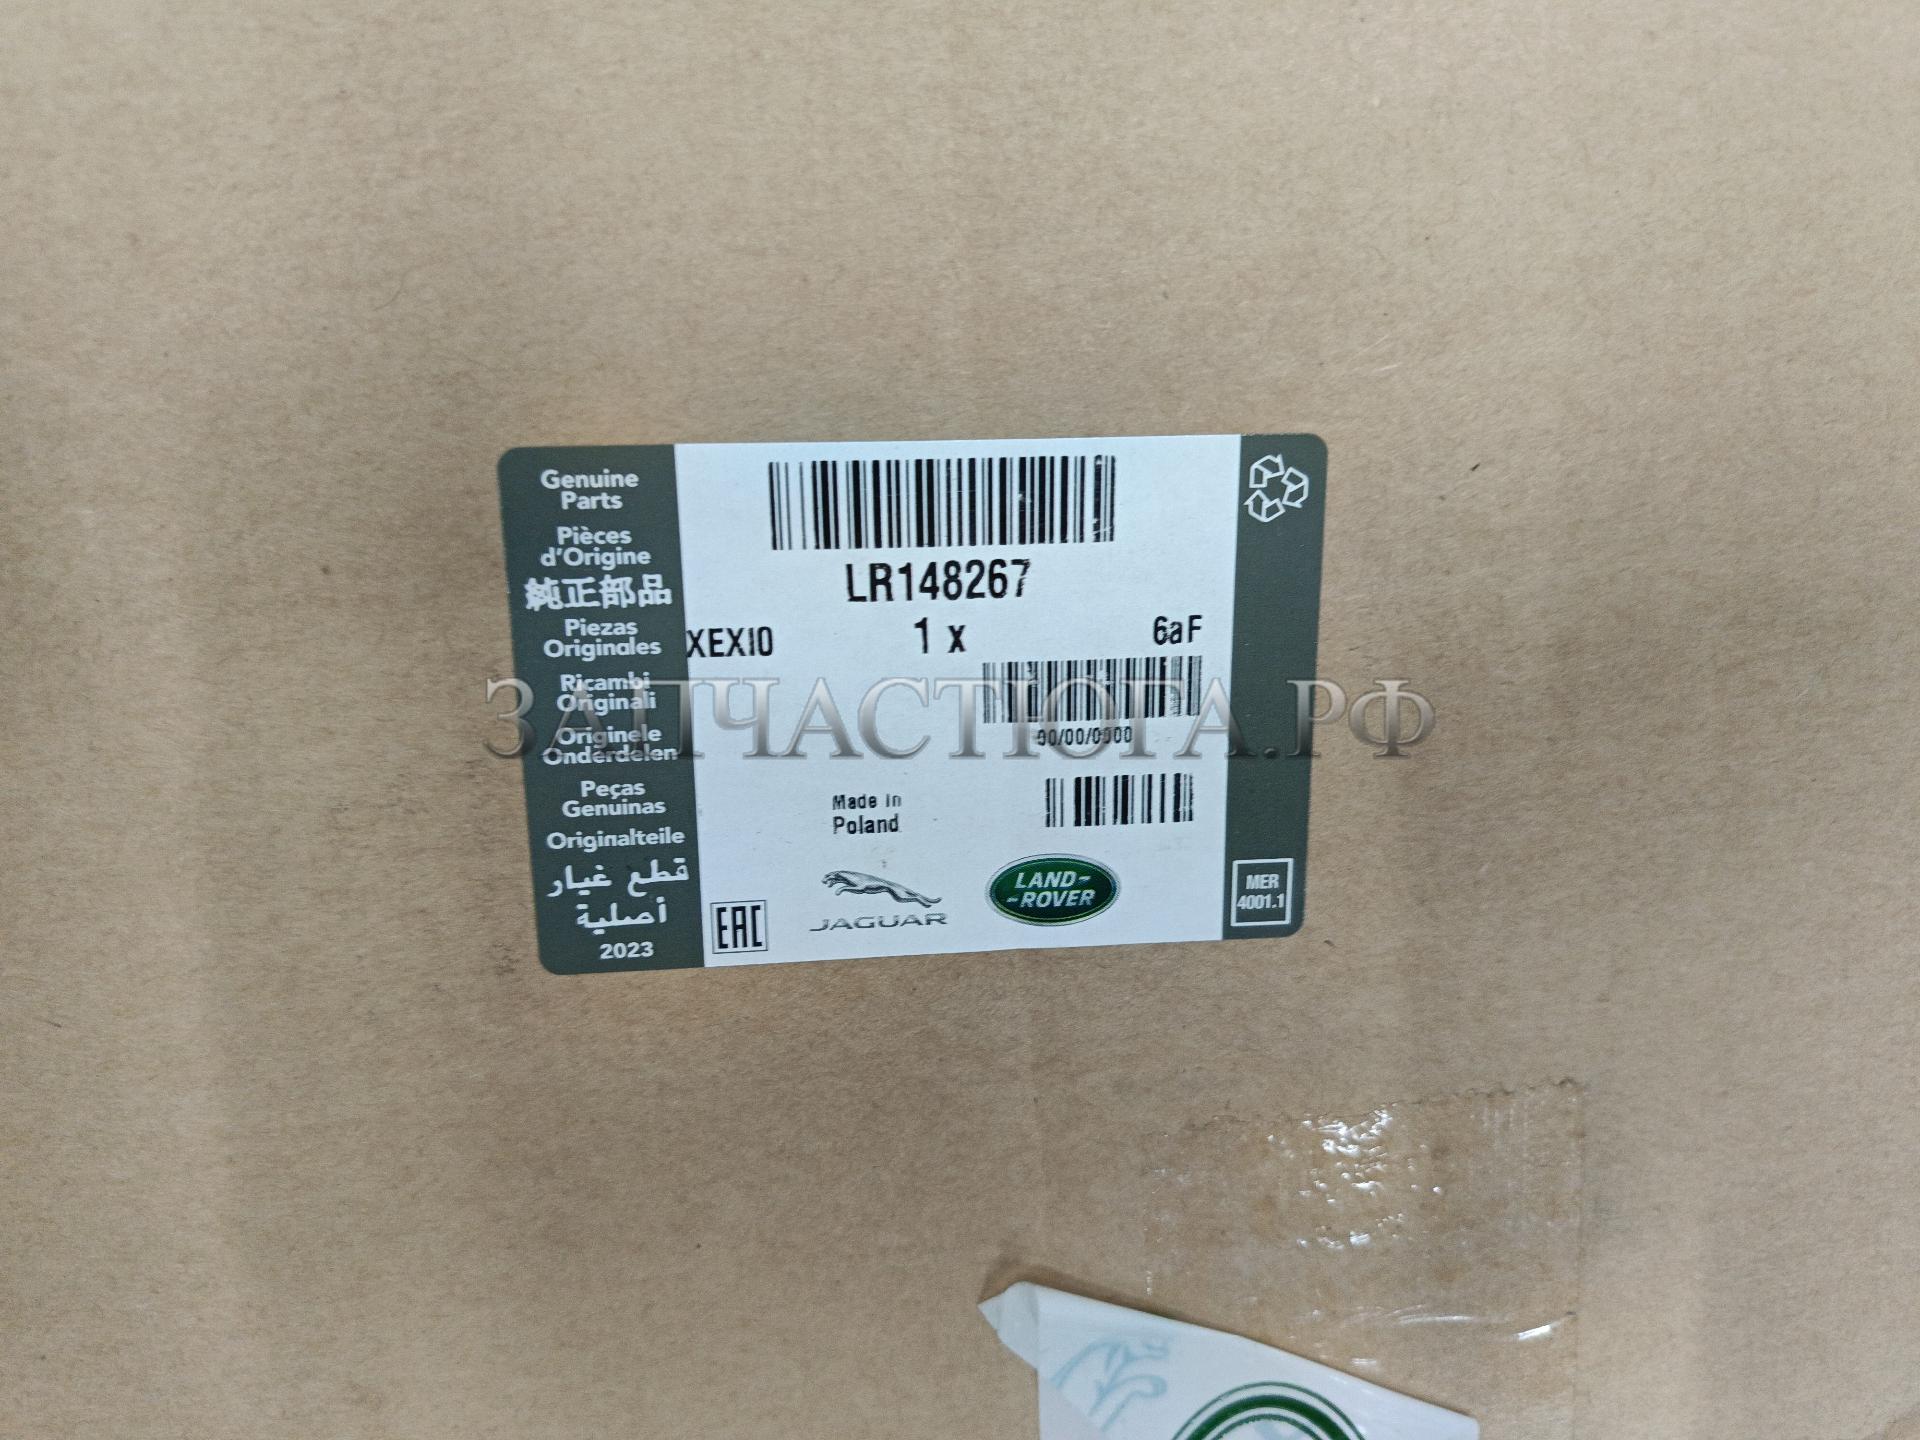 Genuine
Parts
Pièces
d'Origine
純正部品
Piezas
Originales
Ricambi
Originali
Originele
Onderdelen
Peças
Genuinas
Originalteile
قطع غيار
أصلية
2023
LR148267
XEXIO 1 x 6aF
00/00/0000
Made in
Poland
EAC
JAGUAR
LAND-
-ROVER
MER
4001.1
ЗАПЧАСТЮГА.РФ